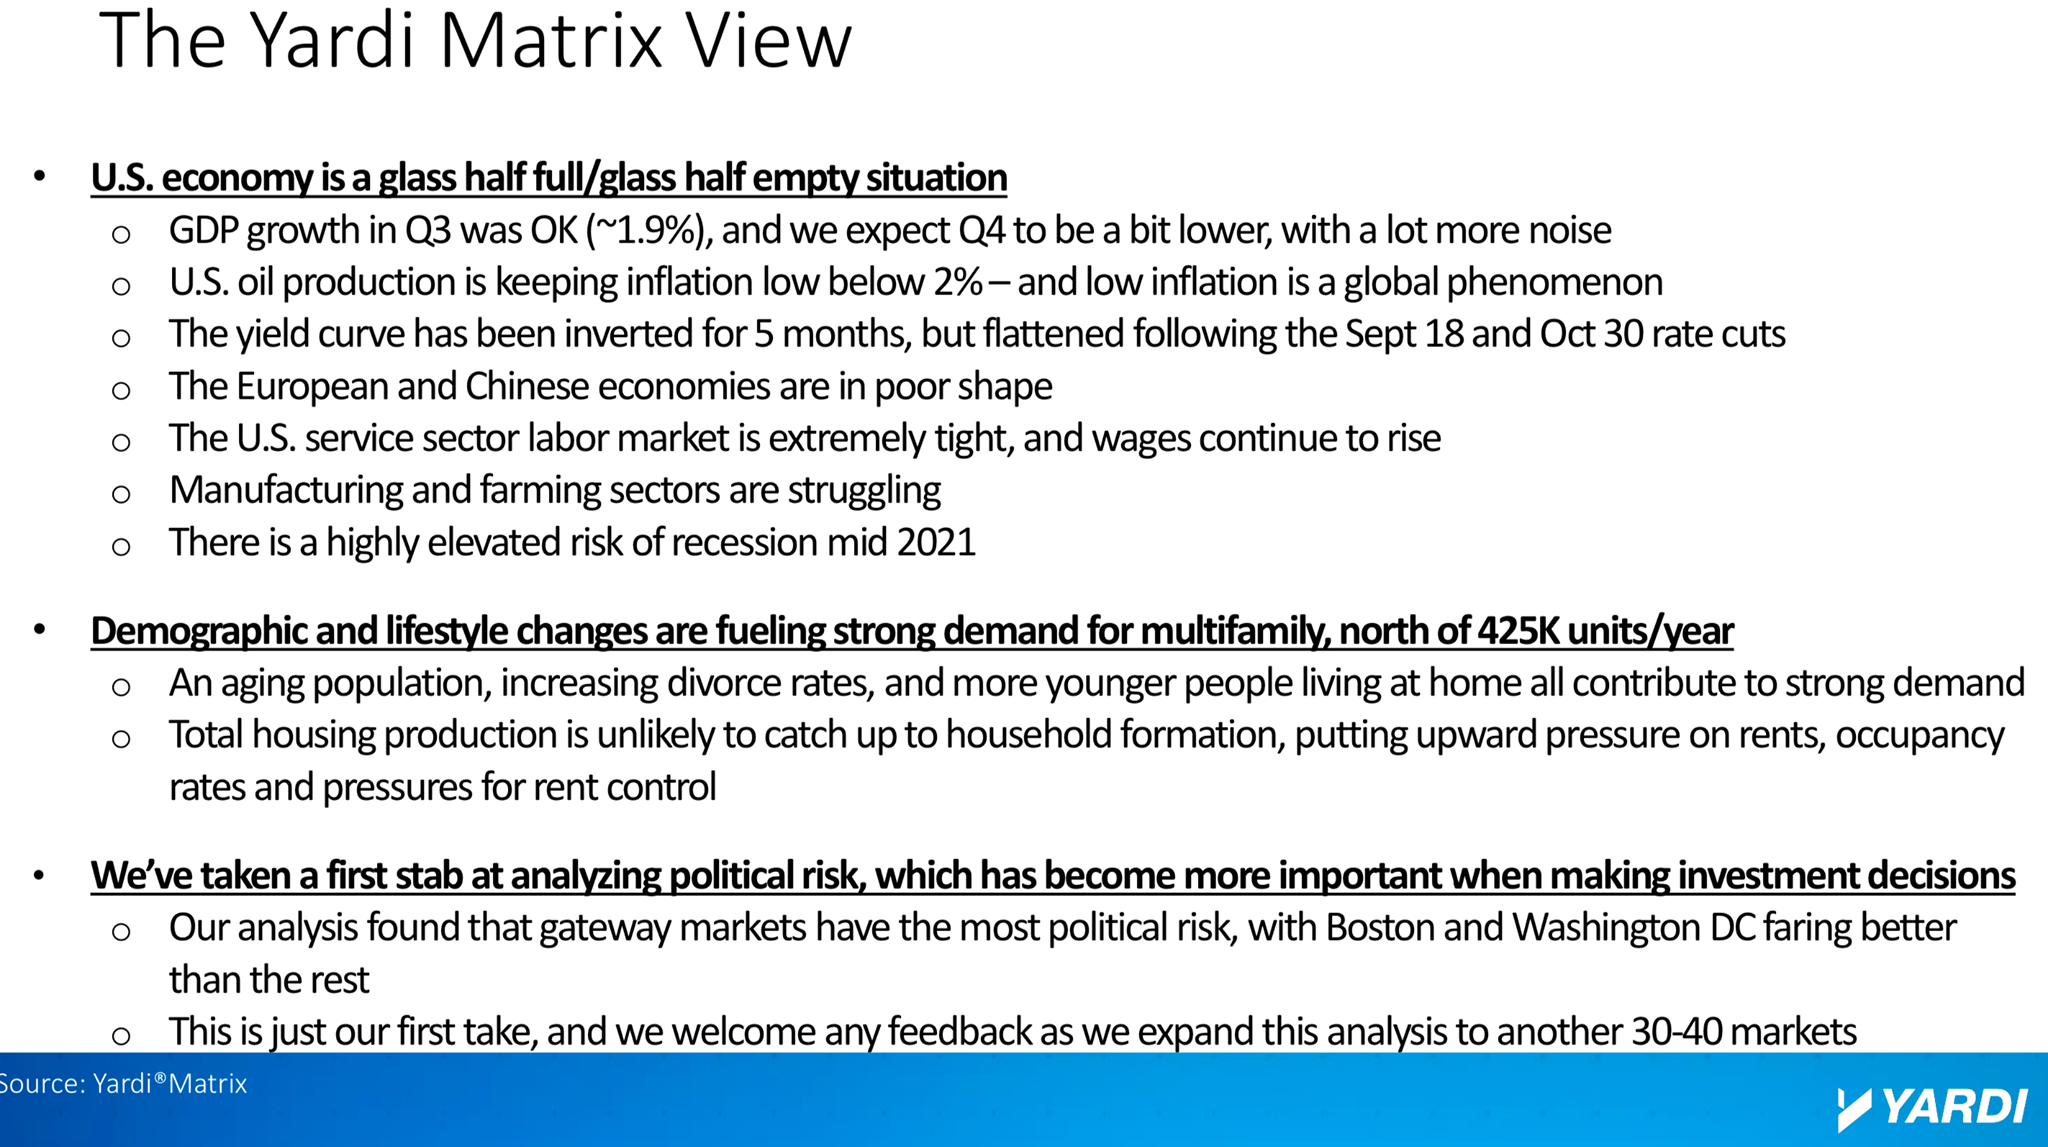 The Yardi Matrix View
• U.S. economy is a glass half full/glass half empty situation
o GDP growth in Q3 was OK (~1.9%), and we expect Q4 to be a bit lower, with a lot more noise
o U.S. oil production is keeping inflation low below 2% – and low inflation is a global phenomenon
o The yield curve has been inverted for 5 months, but flattened following the Sept 18 and Oct 30 rate cuts
o The European and Chinese economies are in poor shape
o The U.S. service sector labor market is extremely tight, and wages continue to rise
o Manufacturing and farming sectors are struggling
o There is a highly elevated risk of recession mid 2021
• Demographic and lifestyle changes are fueling strong demand for multifamily, north of 425K units/year
o An aging population, increasing divorce rates, and more younger people living at home all contribute to strong demand
o Total housing production is unlikely to catch up to household formation, putting upward pressure on rents, occupancy
rates and pressures for rent control
• We’ve taken a first stab at analyzing political risk, which has become more important when making investment decisions
o Our analysis found that gateway markets have the most political risk, with Boston and Washington DC faring better
than the rest
o This is just our first take, and we welcome any feedback as we expand this analysis to another 30-40 markets
Source: Yardi®Matrix
YARDI